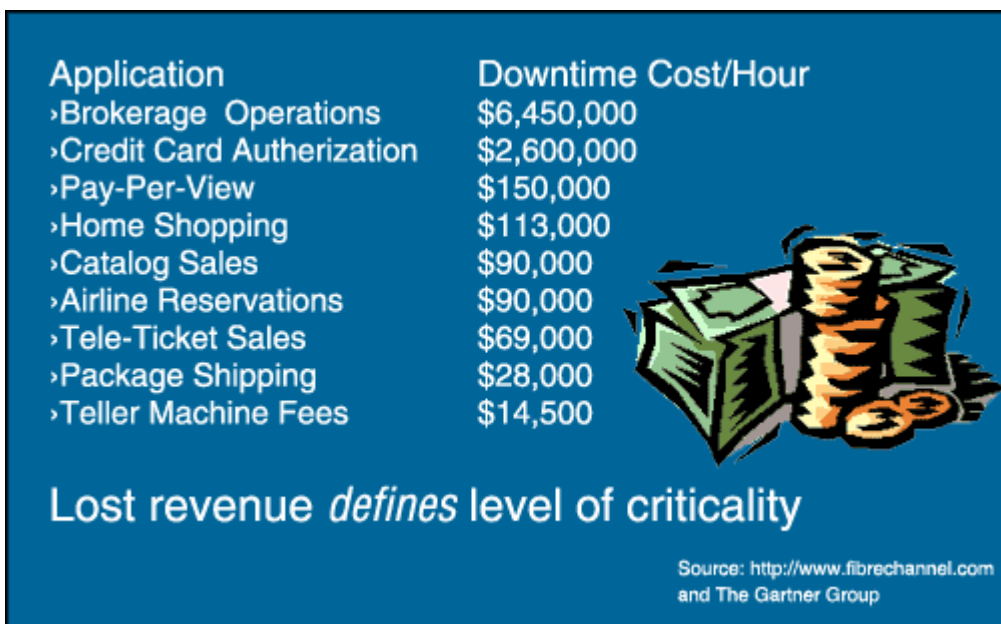 Application Downtime Cost/Hour
›Brokerage Operations $6,450,000
›Credit Card Autherization $2,600,000
›Pay-Per-View $150,000
›Home Shopping $113,000
›Catalog Sales $90,000
›Airline Reservations $90,000
›Tele-Ticket Sales $69,000
›Package Shipping $28,000
›Teller Machine Fees $14,500
Lost revenue defines level of criticality
Source: http://www.fibrechannel.com
and The Gartner Group